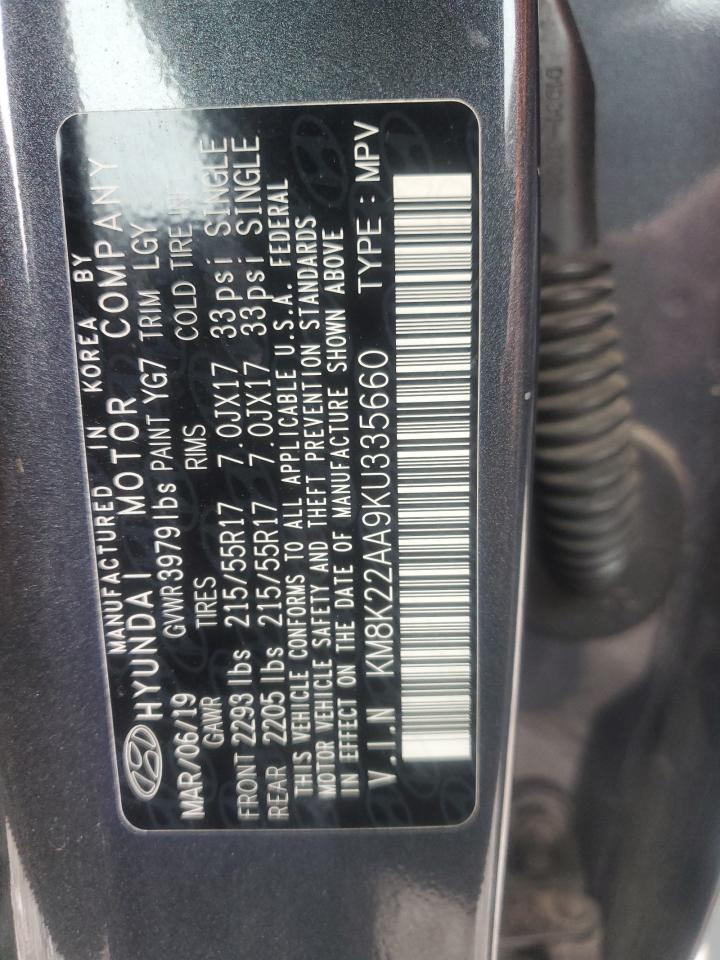 MANUFACTURED IN KOREA BY
HYUNDAI MOTOR COMPANY
MAR/06/19 GVWR 3979lbs PAINT YG7 TRIM LGY
GAWR TIRES RIMS COLD TIRE
FRONT 2293 lbs 215/55R17 7.0JX17 33psi SINGLE
REAR 2205 lbs 215/55R17 7.0JX17 33psi SINGLE
THIS VEHICLE CONFORMS TO ALL APPLICABLE U.S.A. FEDERAL
MOTOR VEHICLE SAFETY AND THEFT PREVENTION STANDARDS
IN EFFECT ON THE DATE OF MANUFACTURE SHOWN ABOVE
V.I.N KM8K22AA9KU335660 TYPE : MPV